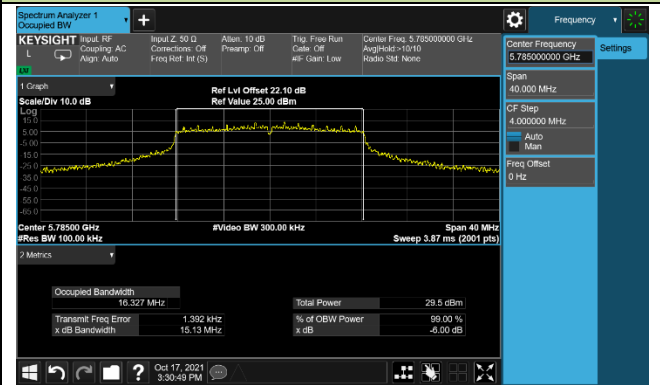 Spectrum Analyzer 1
Occupied BW
Frequency
KEYSIGHT
L
Input: RF
Coupling: AC
Align: Auto
Input Z: 50 Ω
Corrections: Off
Freq Ref: Int (S)
Atten: 10 dB
Preamp: Off
Trig: Free Run
Gate: Off
#IF Gain: Low
Center Freq: 5.785000000 GHz
Avg|Hold:>10/10
Radio Std: None
Center Frequency
5.785000000 GHz
Settings
Span
40.000 MHz
CF Step
4.000000 MHz
Auto
Man
Freq Offset
0 Hz
1 Graph
Scale/Div 10.0 dB
Ref Lvl Offset 22.10 dB
Ref Value 25.00 dBm
Log
15.0
5.00
-5.00
-15.0
-25.0
-35.0
-45.0
-55.0
-65.0
Center 5.78500 GHz
#Video BW 300.00 kHz
Span 40 MHz
#Res BW 100.00 kHz
Sweep 3.87 ms (2001 pts)
2 Metrics
Occupied Bandwidth
16.327 MHz
Total Power 29.5 dBm
Transmit Freq Error 1.392 kHz
% of OBW Power 99.00 %
x dB Bandwidth 15.13 MHz
x dB -6.00 dB
Oct 17, 2021
3:30:49 PM